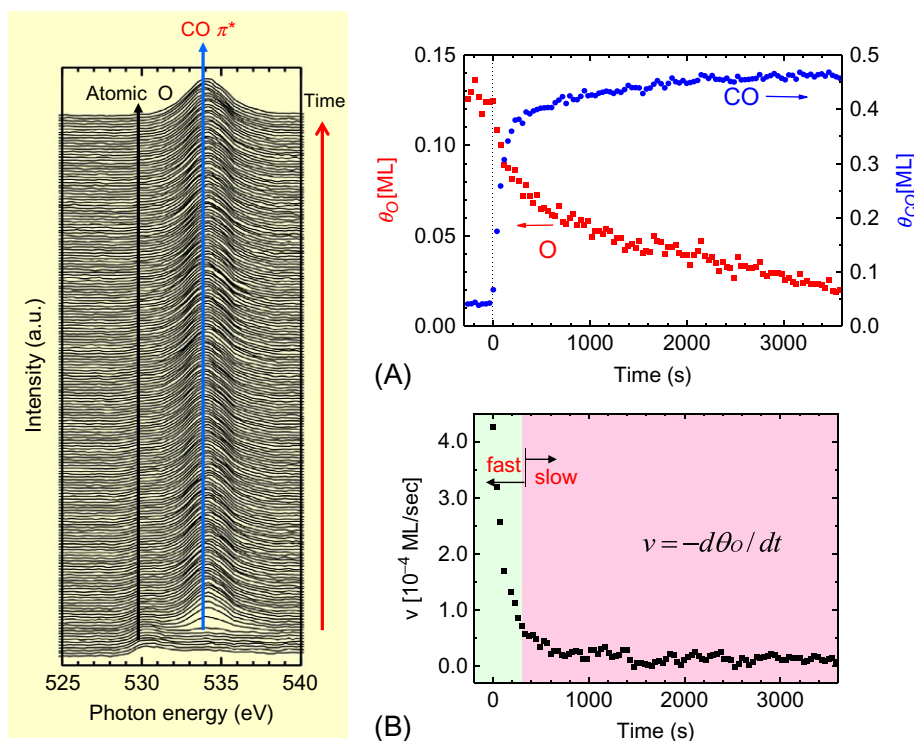 CO π*
Atomic O
Time
Intensity (a.u.)
525 530 535 540
Photon energy (eV)
0.15
0.10
0.05
0.00
θO[ML]
0.5
0.4
0.3
0.2
0.1
0.0
θCO[ML]
CO
O
0 1000 2000 3000
Time (s)
(A)
4.0
3.0
2.0
1.0
0.0
v [10⁻⁴ ML/sec]
fast
slow
v = −dθO / dt
0 1000 2000 3000
Time (s)
(B)